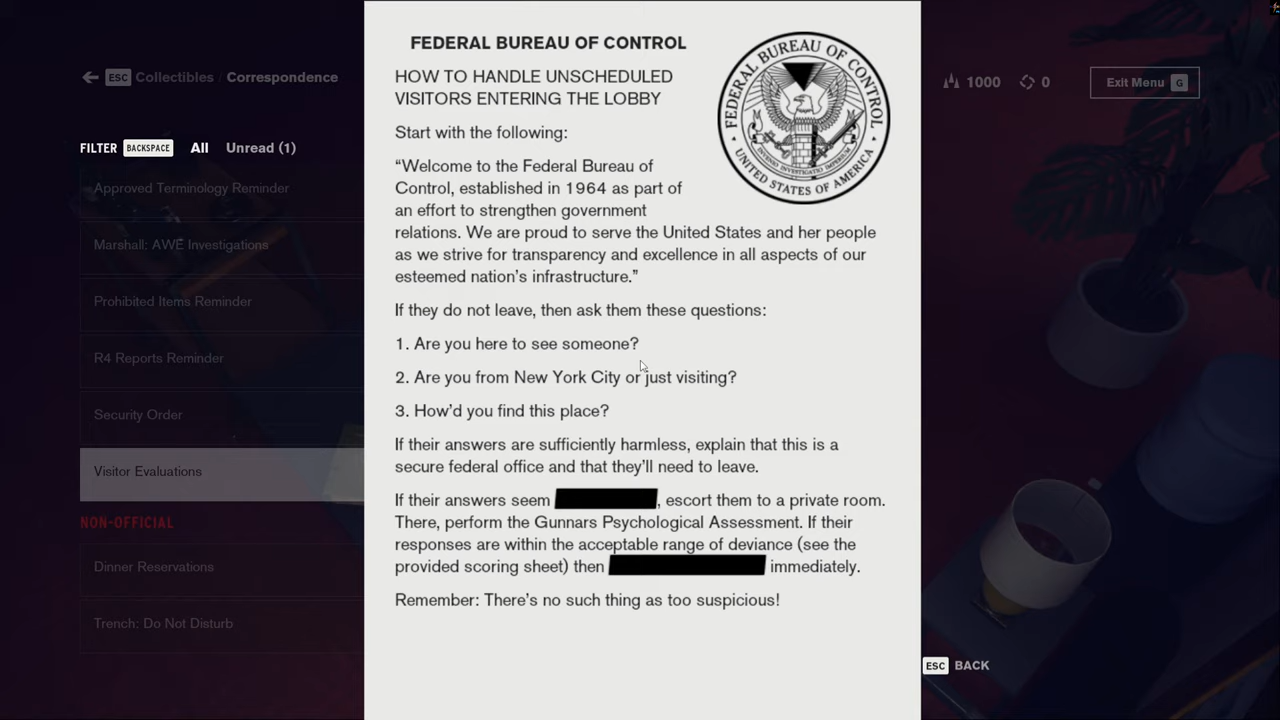 ESC Collectibles / Correspondence
1000
0
Exit Menu G
FILTER BACKSPACE All Unread (1)
Approved Terminology Reminder
Marshall: AWE Investigations
Prohibited Items Reminder
R4 Reports Reminder
Security Order
Visitor Evaluations
NON-OFFICIAL
Dinner Reservations
Trench: Do Not Disturb
FEDERAL BUREAU OF CONTROL
HOW TO HANDLE UNSCHEDULED
VISITORS ENTERING THE LOBBY
Start with the following:
“Welcome to the Federal Bureau of
Control, established in 1964 as part of
an effort to strengthen government
relations. We are proud to serve the United States and her people
as we strive for transparency and excellence in all aspects of our
esteemed nation’s infrastructure.”
If they do not leave, then ask them these questions:
1. Are you here to see someone?
2. Are you from New York City or just visiting?
3. How’d you find this place?
If their answers are sufficiently harmless, explain that this is a
secure federal office and that they’ll need to leave.
If their answers seem , escort them to a private room.
There, perform the Gunnars Psychological Assessment. If their
responses are within the acceptable range of deviance (see the
provided scoring sheet) then immediately.
Remember: There’s no such thing as too suspicious!
FEDERAL BUREAU OF CONTROL
UNITED STATES OF AMERICA
ESC BACK